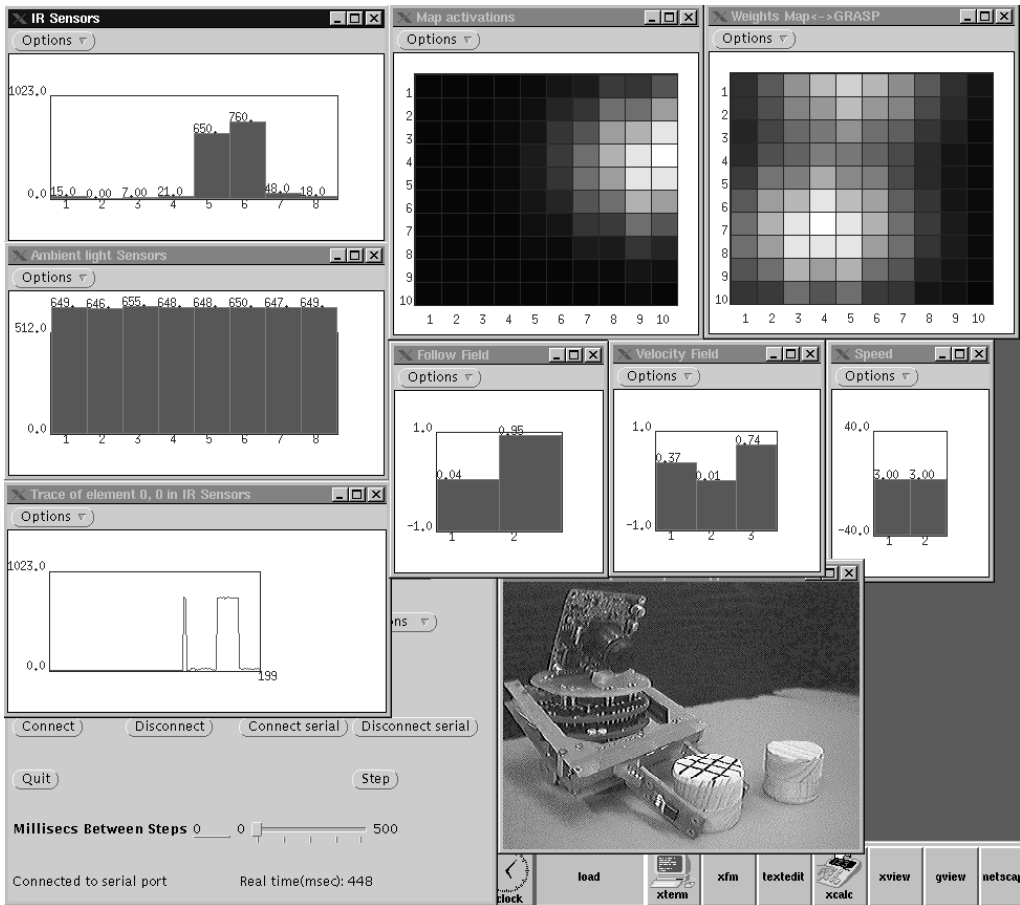 IR Sensors
Options
1023.0
650. 760.
0.0 15.0 0.00 7.00 21.0 48.0 18.0
1 2 3 4 5 6 7 8
Ambient light Sensors
Options
649. 646. 655. 648. 648. 650. 647. 649.
512.0
0.0
1 2 3 4 5 6 7 8
Trace of element 0, 0 in IR Sensors
Options
1023.0
0.0
199
Map activations
Options
1
2
3
4
5
6
7
8
9
10
1 2 3 4 5 6 7 8 9 10
Weights Map<->GRASP
Options
1
2
3
4
5
6
7
8
9
10
1 2 3 4 5 6 7 8 9 10
Follow Field
Options
1.0
0.95
0.04
-1.0
1 2
Velocity Field
Options
1.0
0.74
0.37
0.01
-1.0
1 2 3
Speed
Options
40.0
3.00 3.00
-40.0
1 2
ns
Connect Disconnect Connect serial Disconnect serial
Quit Step
Millisecs Between Steps 0 0 500
Connected to serial port Real time(msec): 448
clock load xterm xfm textedit xcalc xview gview netscap